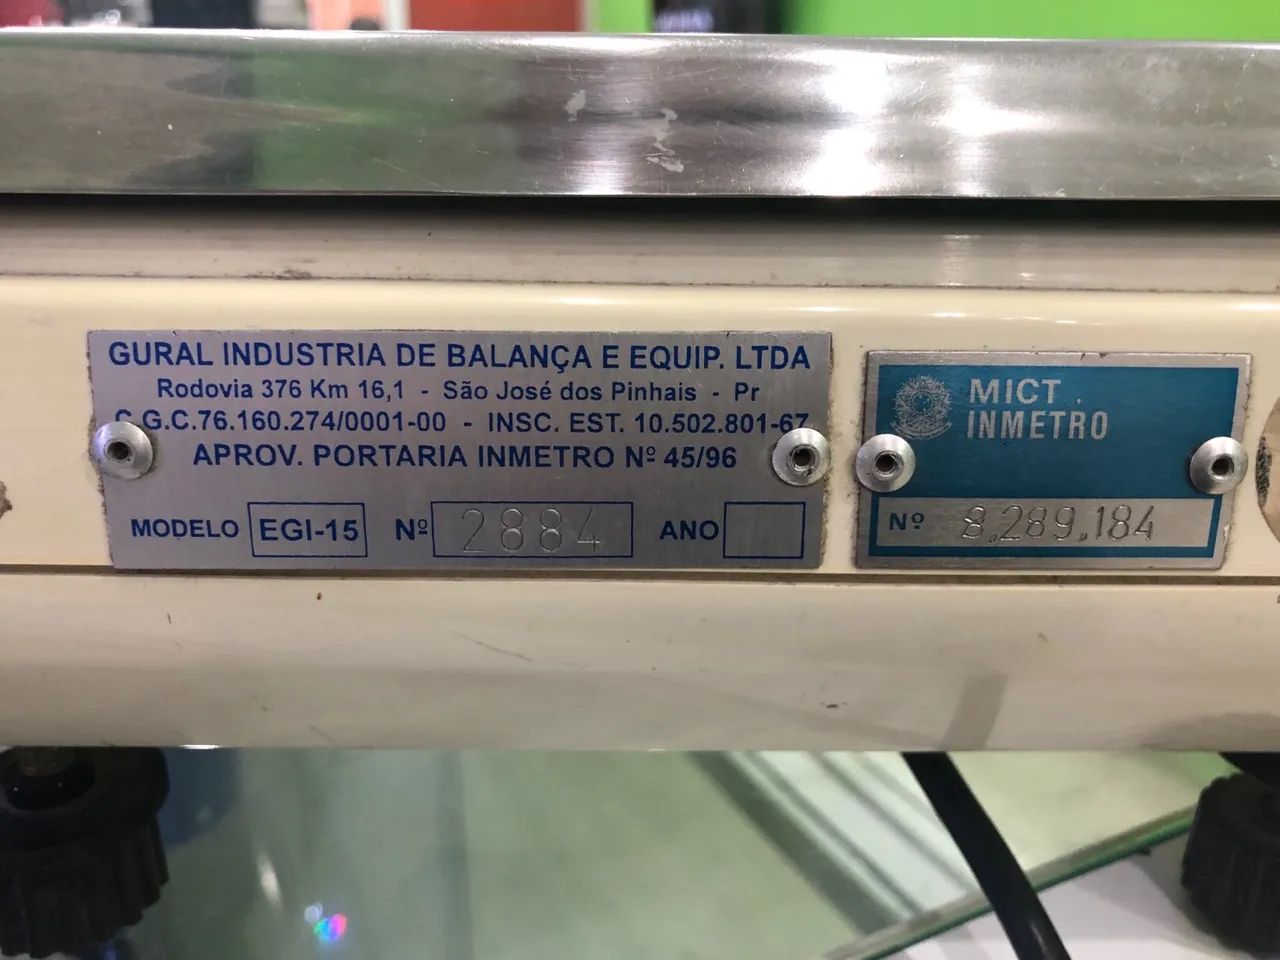 GURAL INDUSTRIA DE BALANÇA E EQUIP. LTDA
Rodovia 376 Km 16,1 - São José dos Pinhais - Pr
C.G.C.76.160.274/0001-00 - INSC. EST. 10.502.801-67
APROV. PORTARIA INMETRO Nº 45/96
MODELO EGI-15 Nº 2884 ANO
MICT.
INMETRO
Nº 8.289.184